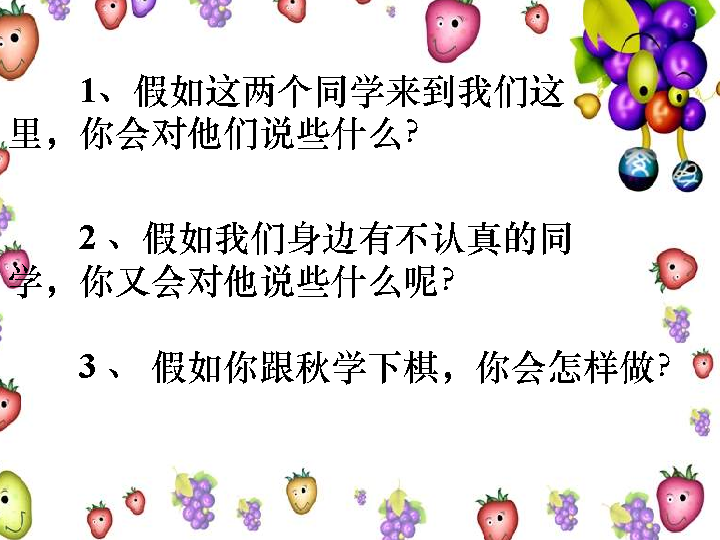 1、假如这两个同学来到我们这
里，你会对他们说些什么?
2 、假如我们身边有不认真的同
学，你又会对他说些什么呢?
3 、 假如你跟秋学下棋，你会怎样做?